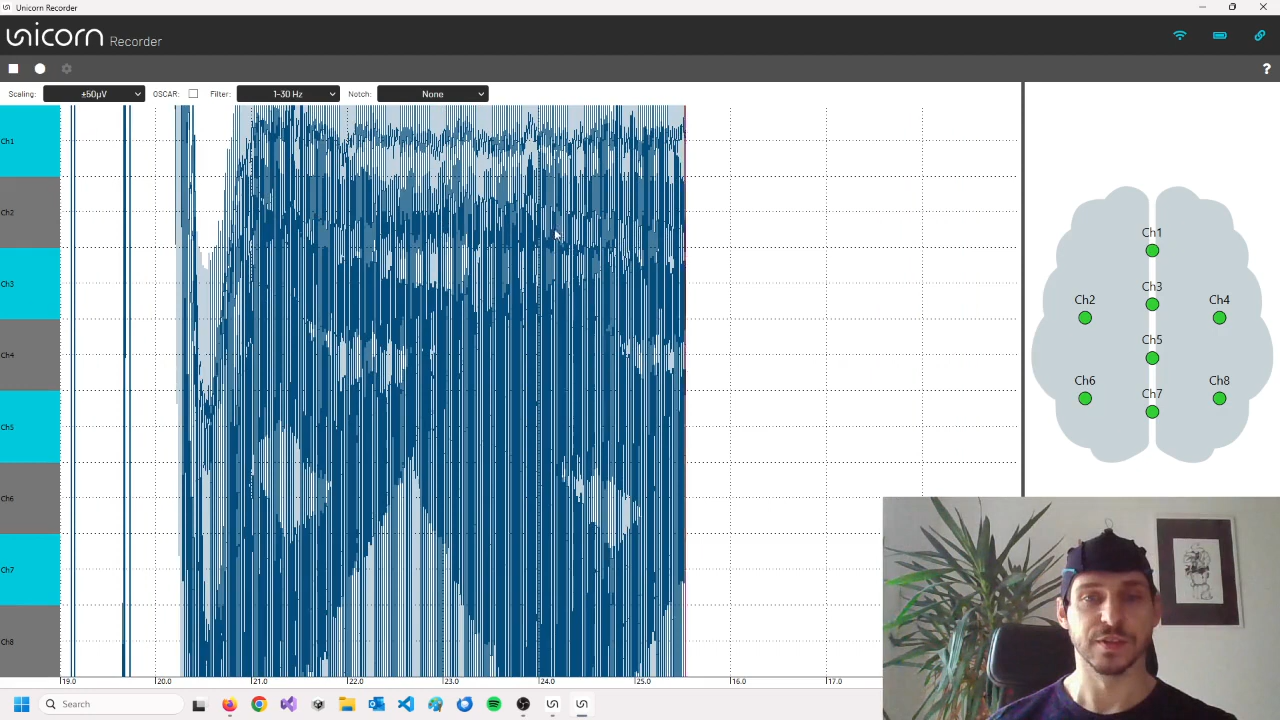 Unicorn Recorder
unicorn Recorder
?
Scaling: ±50µV OSCAR: Filter: 1-30 Hz Notch: None
Ch1
Ch2
Ch3
Ch4
Ch5
Ch6
Ch7
Ch8
19.0 20.0 21.0 22.0 23.0 24.0 25.0 16.0 17.0
Ch1
Ch3
Ch2 Ch4
Ch5
Ch6 Ch8
Ch7
Search